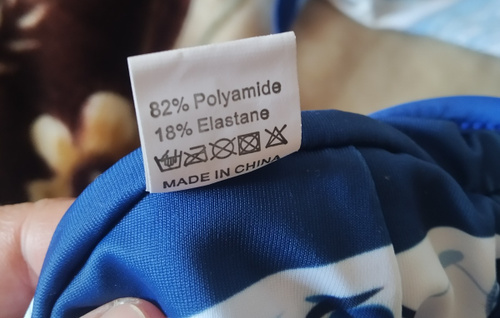 82% Polyamide
18% Elastane
MADE IN CHINA